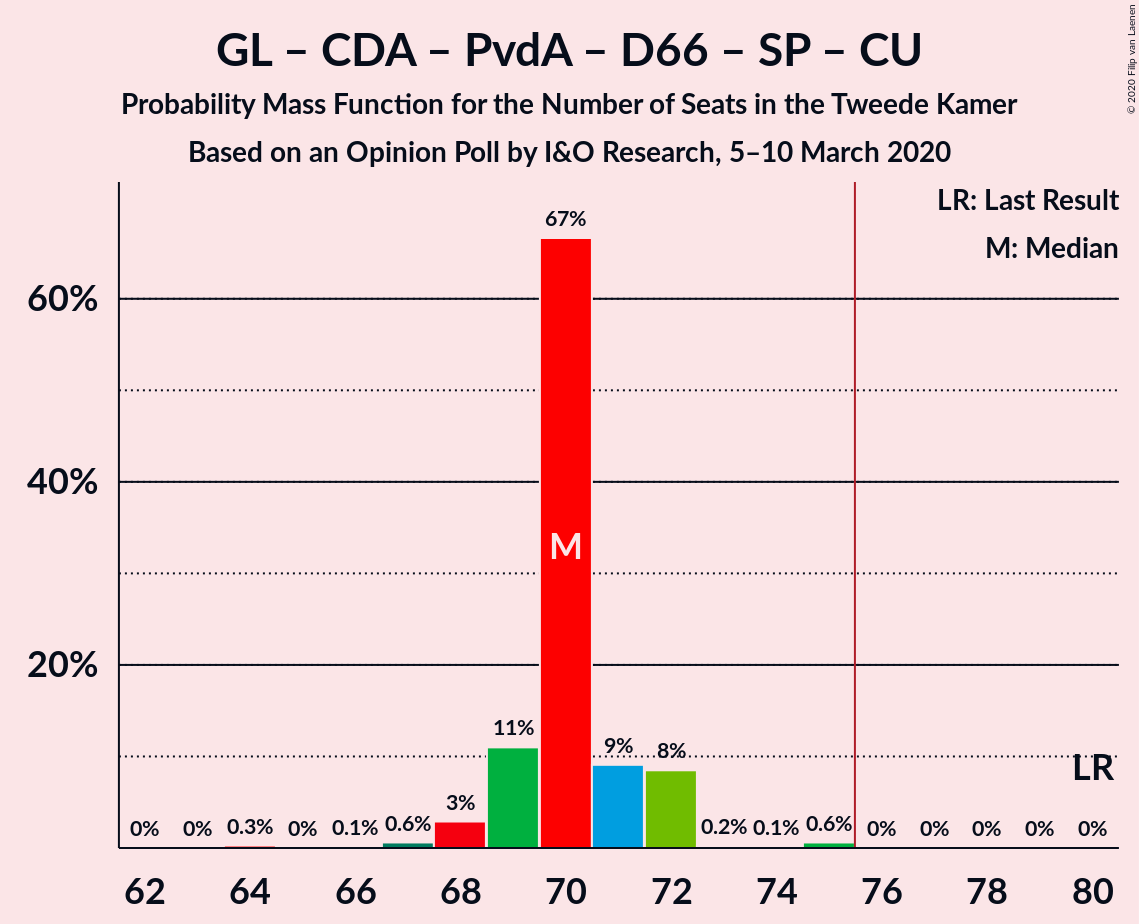 GL – CDA – PvdA – D66 – SP – CU
Probability Mass Function for the Number of Seats in the Tweede Kamer
Based on an Opinion Poll by I&O Research, 5–10 March 2020
© 2020 Filip van Laenen
LR: Last Result
M: Median
60%
40%
20%
0% 0% 0.3% 0% 0.1% 0.6% 3% 11% 67% 9% 8% 0.2% 0.1% 0.6% 0% 0% 0% 0% 0%
M
LR
62 64 66 68 70 72 74 76 78 80